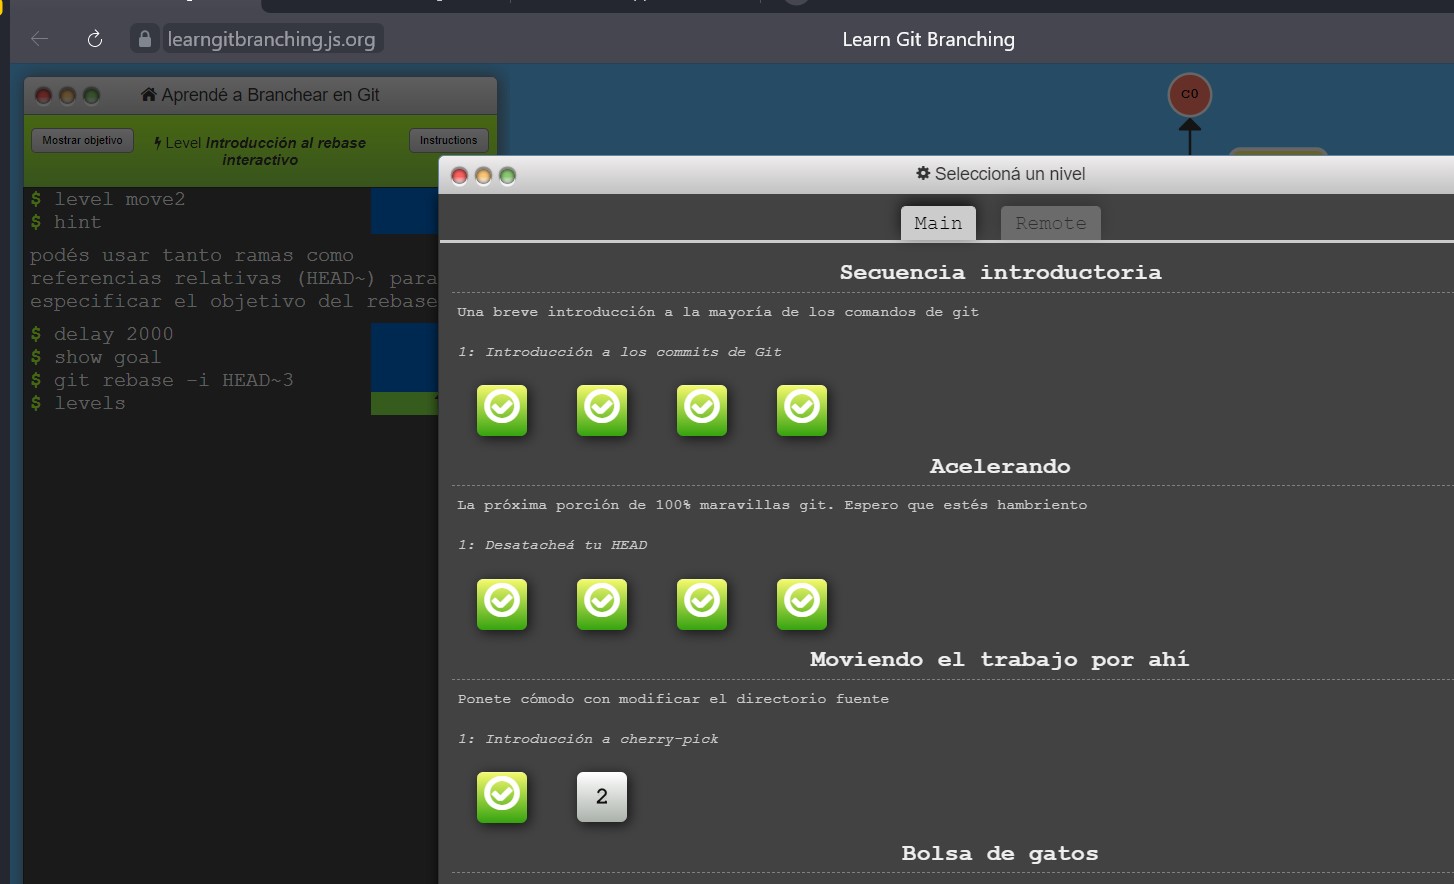 learngitbranching.js.org
Learn Git Branching
Aprendé a Branchear en Git
Mostrar objetivo
Level Introducción al rebase
interactivo
Instructions
$ level move2
$ hint
podés usar tanto ramas como
referencias relativas (HEAD~) para
especificar el objetivo del rebase
$ delay 2000
$ show goal
$ git rebase -i HEAD~3
$ levels
C0
Seleccioná un nivel
Main
Remote
Secuencia introductoria
Una breve introducción a la mayoría de los comandos de git
1: Introducción a los commits de Git
Acelerando
La próxima porción de 100% maravillas git. Espero que estés hambriento
1: Desatacheá tu HEAD
Moviendo el trabajo por ahí
Ponete cómodo con modificar el directorio fuente
1: Introducción a cherry-pick
2
Bolsa de gatos